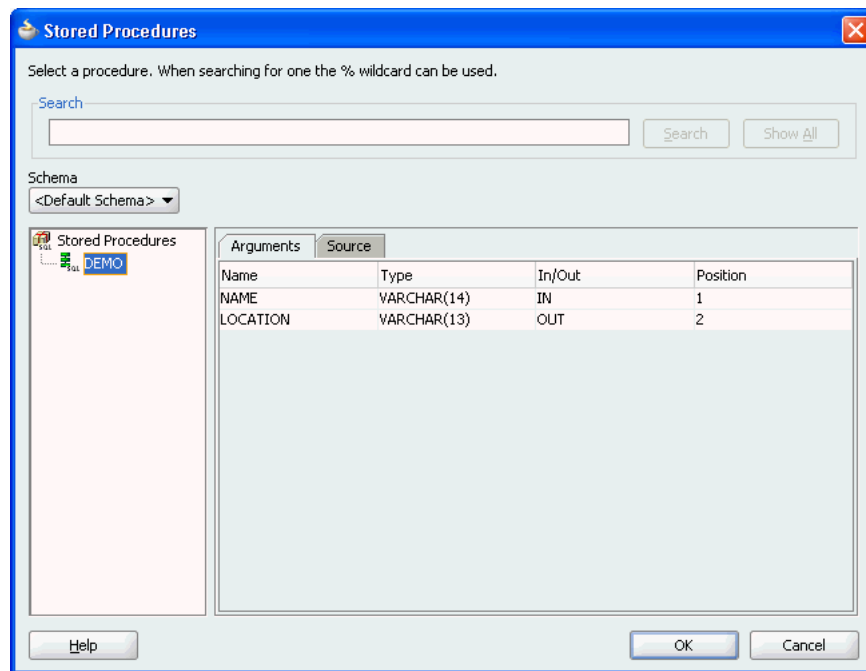 Stored Procedures
Select a procedure. When searching for one the % wildcard can be used.
Search
Search Show All
Schema
<Default Schema>
Stored Procedures
SQL DEMO
Arguments Source
Name Type In/Out Position
NAME VARCHAR(14) IN 1
LOCATION VARCHAR(13) OUT 2
Help OK Cancel